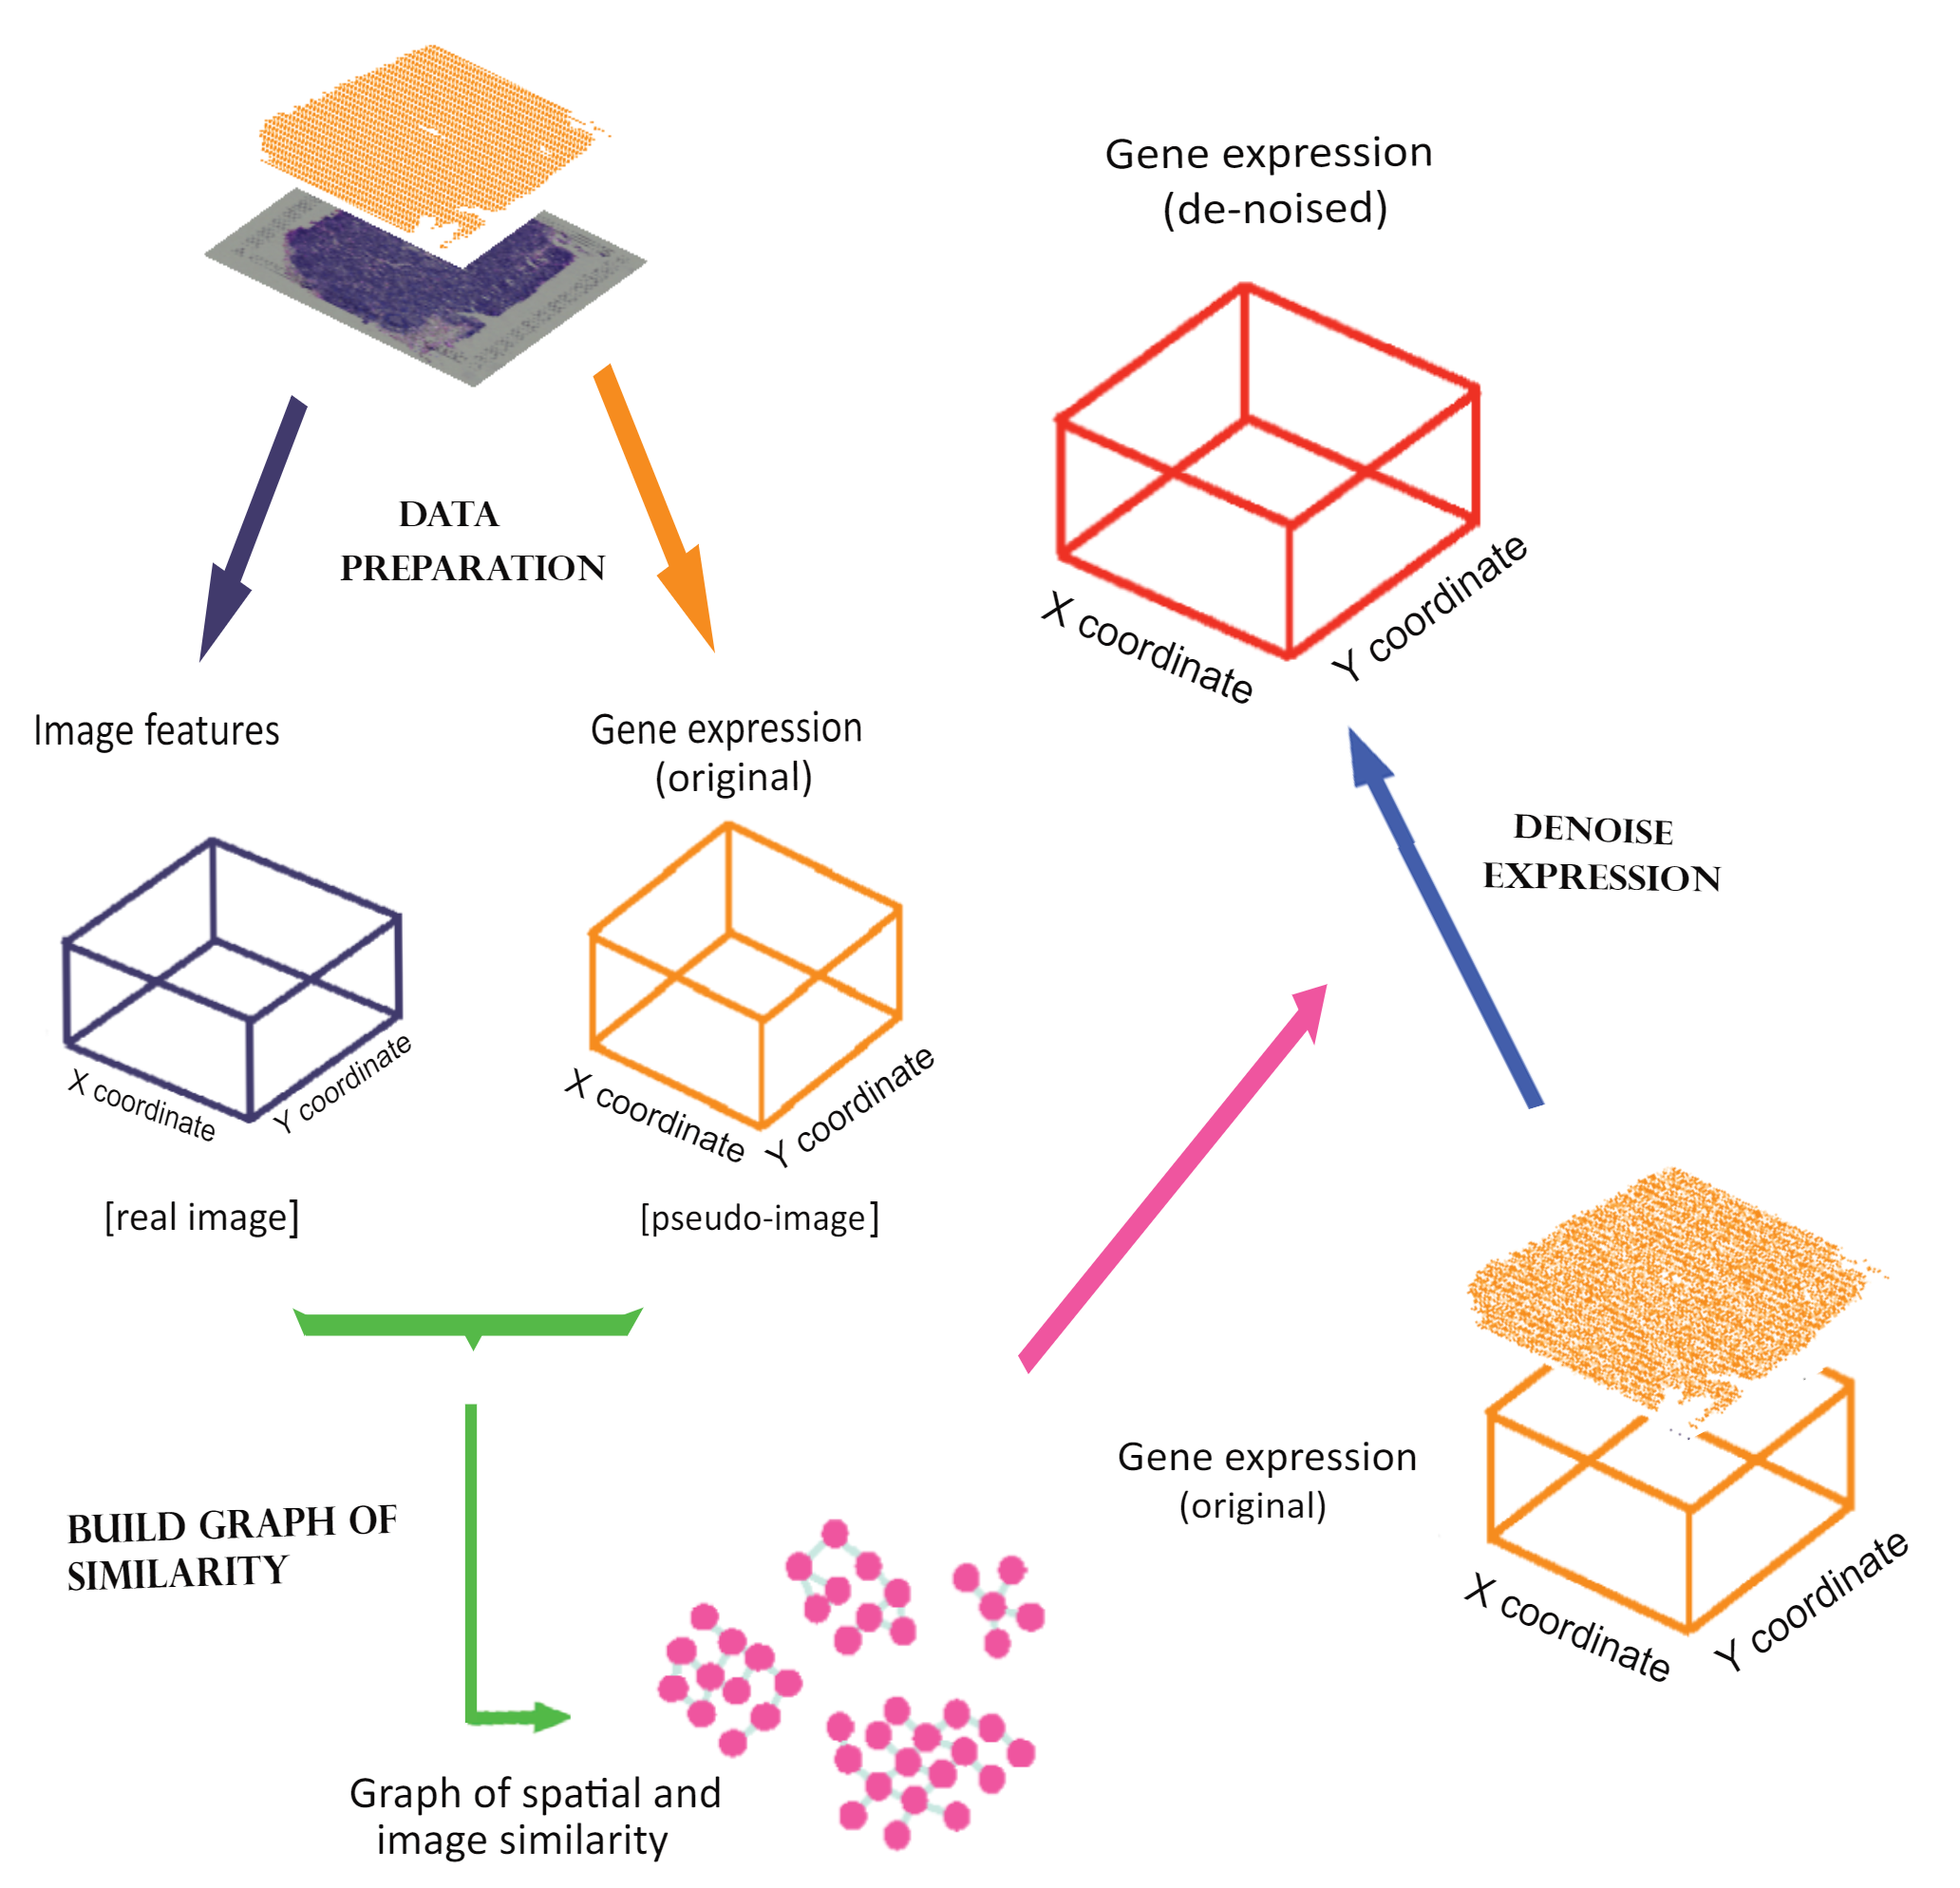 Gene expression
(de-noised)
X coordinate
Y coordinate
DATA
PREPARATION
Image features
Gene expression
(original)
X coordinate
Y coordinate
X coordinate
Y coordinate
[real image]
[pseudo-image]
DENOISE
EXPRESSION
BUILD GRAPH OF
SIMILARITY
Graph of spatial and
image similarity
Gene expression
(original)
X coordinate
Y coordinate